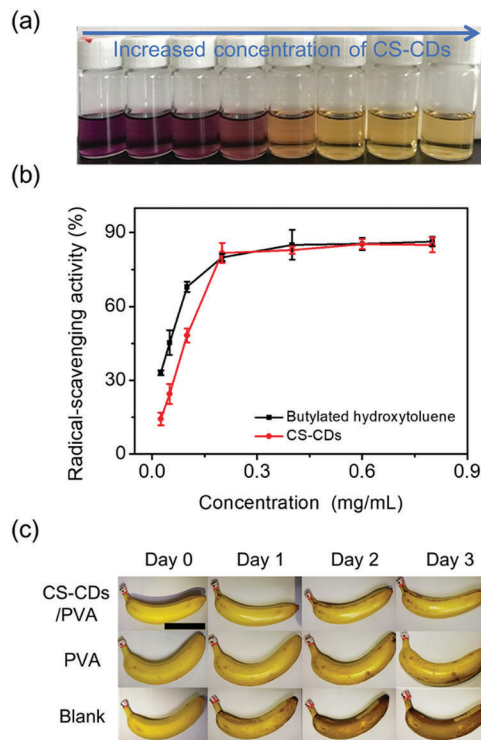 (a)
Increased concentration of CS-CDs
(b)
Radical-scavenging activity (%)
90
60
30
0
Butylated hydroxytoluene
CS-CDs
0.0 0.3 0.6 0.9
Concentration (mg/mL)
(c)
Day 0 Day 1 Day 2 Day 3
CS-CDs
/PVA
PVA
Blank